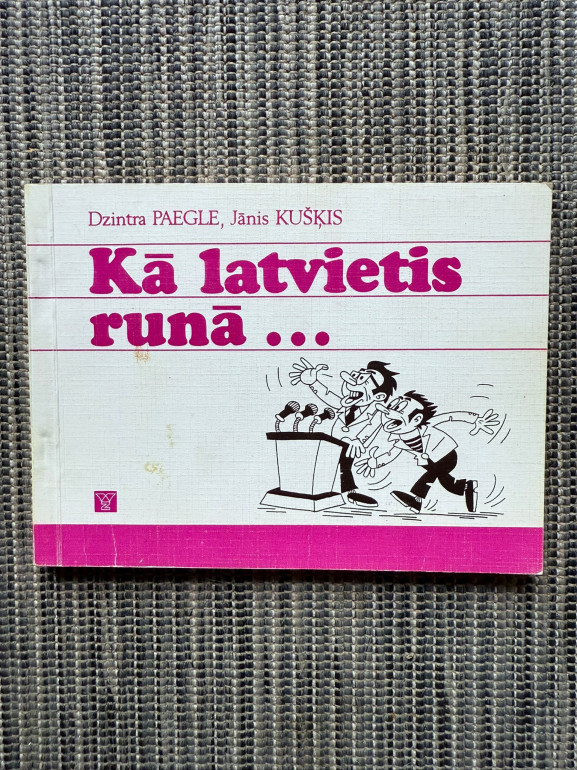 Dzintra PAEGLE, Jānis KUŠĶIS
Kā latvietis
runā ...